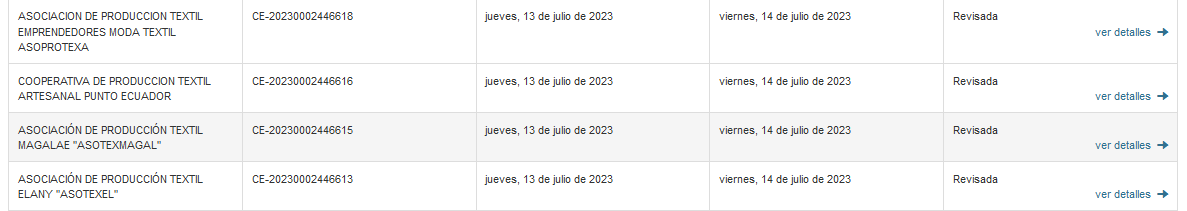 ASOCIACION DE PRODUCCION TEXTIL
EMPRENDEDORES MODA TEXTIL
ASOPROTEXA
CE-20230002446618
jueves, 13 de julio de 2023
viernes, 14 de julio de 2023
Revisada
ver detalles →
COOPERATIVA DE PRODUCCION TEXTIL
ARTESANAL PUNTO ECUADOR
CE-20230002446616
jueves, 13 de julio de 2023
viernes, 14 de julio de 2023
Revisada
ver detalles →
ASOCIACIÓN DE PRODUCCIÓN TEXTIL
MAGALAE "ASOTEXMAGAL"
CE-20230002446615
jueves, 13 de julio de 2023
viernes, 14 de julio de 2023
Revisada
ver detalles →
ASOCIACIÓN DE PRODUCCIÓN TEXTIL
ELANY "ASOTEXEL"
CE-20230002446613
jueves, 13 de julio de 2023
viernes, 14 de julio de 2023
Revisada
ver detalles →